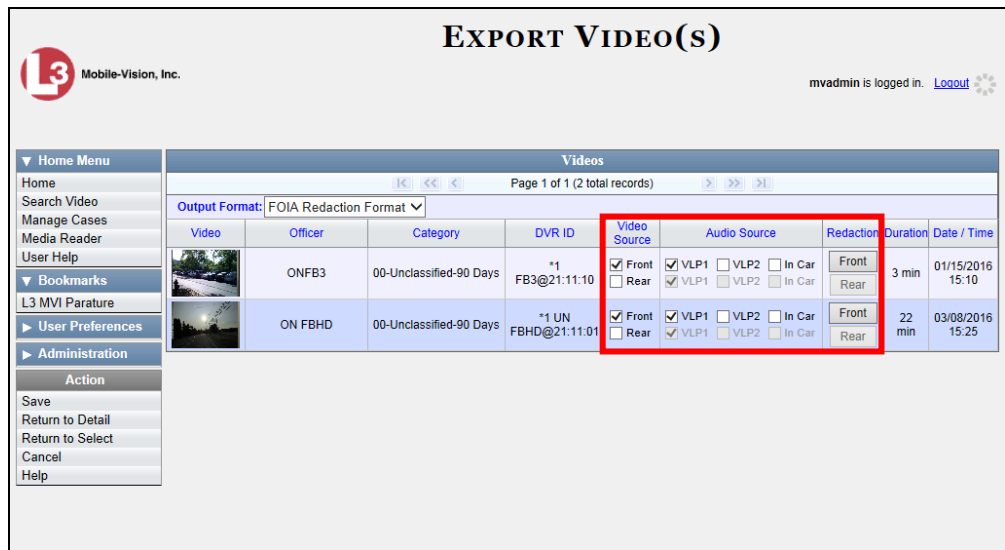 EXPORT VIDEO(S)
L3 Mobile-Vision, Inc.
mvadmin is logged in. Logout
▼ Home Menu
Home
Search Video
Manage Cases
Media Reader
User Help
▼ Bookmarks
L3 MVI Parature
▶ User Preferences
▶ Administration
Action
Save
Return to Detail
Return to Select
Cancel
Help
Videos
Page 1 of 1 (2 total records)
Output Format: FOIA Redaction Format
Video Officer Category DVR ID Video Source Audio Source Redaction Duration Date / Time
ONFB3 00-Unclassified-90 Days *1 FB3@21:11:10 Front VLP1 VLP2 In Car Front 3 min 01/15/2016 15:10
Rear VLP1 VLP2 In Car Rear
ON FBHD 00-Unclassified-90 Days *1 UN FBHD@21:11:01 Front VLP1 VLP2 In Car Front 22 min 03/08/2016 15:25
Rear VLP1 VLP2 In Car Rear